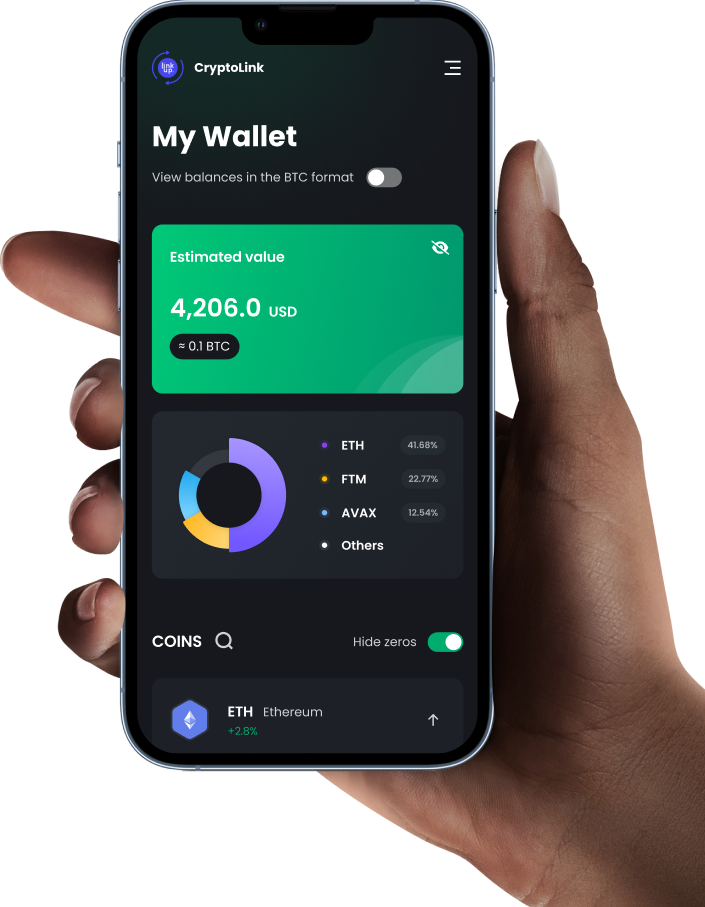 link
up
CryptoLink
My Wallet
View balances in the BTC format
Estimated value
4,206.0 USD
≈ 0.1 BTC
ETH 41.68%
FTM 22.77%
AVAX 12.54%
Others
COINS
Hide zeros
ETH Ethereum
+2.8%